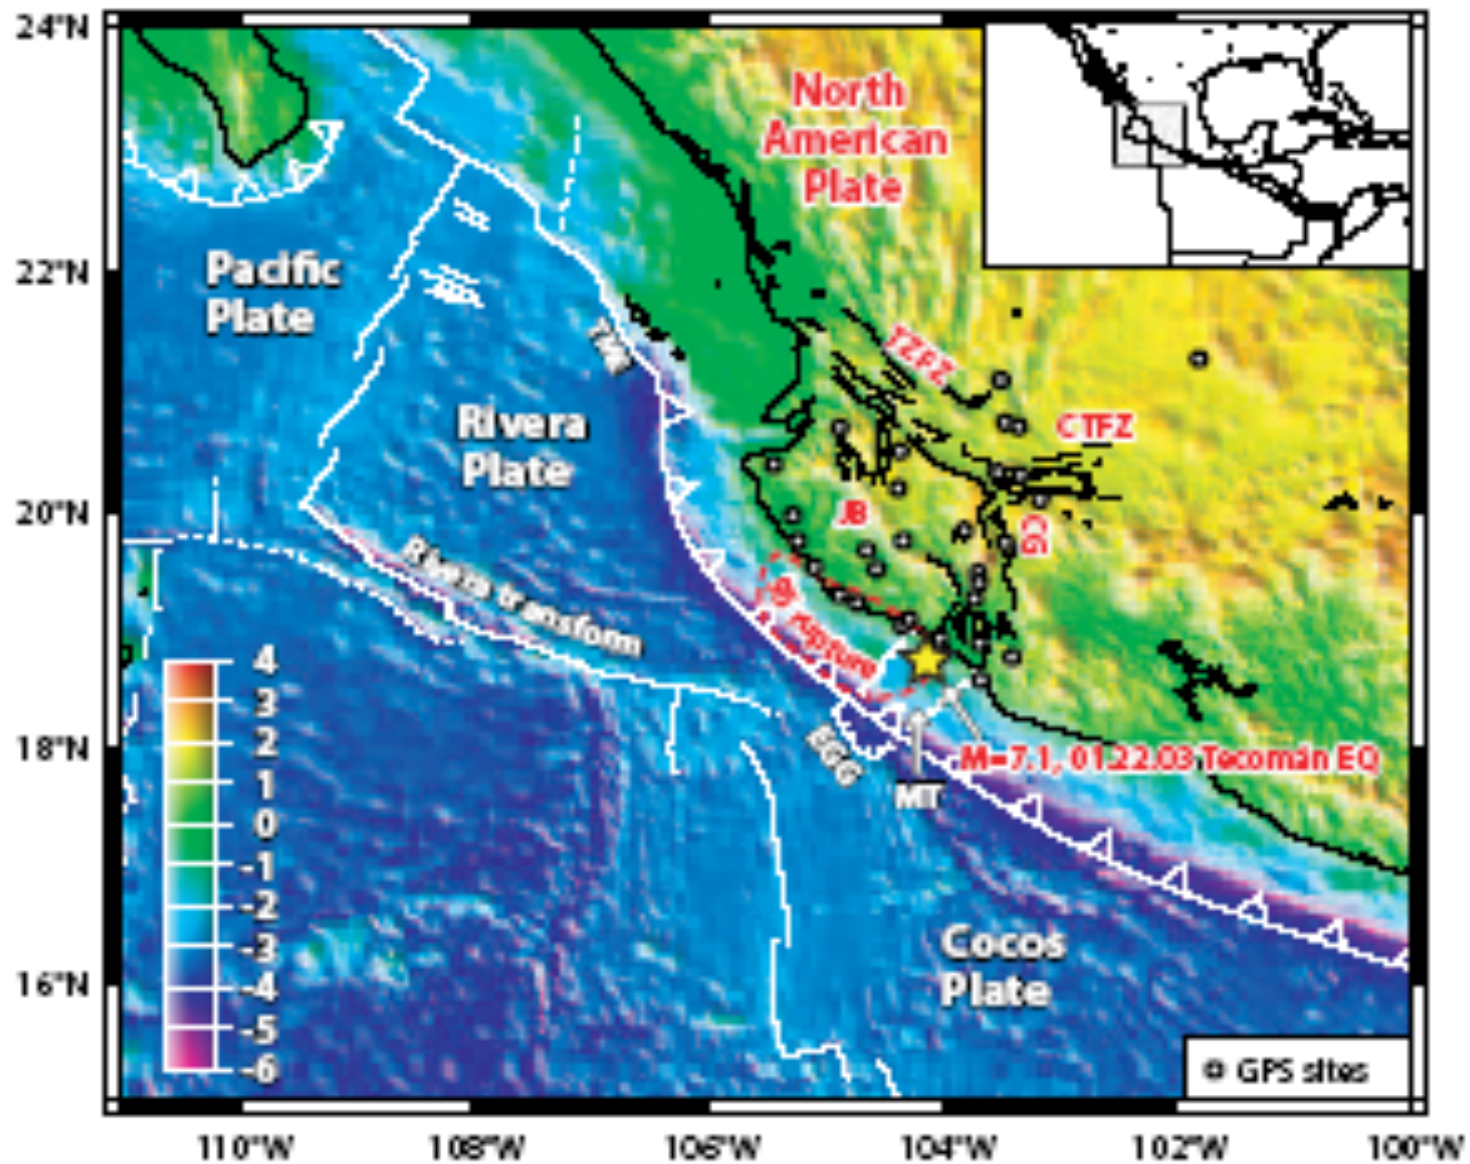 24°N
22°N
20°N
18°N
16°N
110°W
108°W
106°W
104°W
102°W
100°W
North
American
Plate
Pacific
Plate
Rivera
Plate
TZFZ
CTFZ
JB
CG
Rivera transform
rupture
EGG
MT
M=7.1, 01.22.03 Tecomán EQ
Cocos
Plate
4
3
2
1
0
-1
-2
-3
-4
-5
-6
GPS sites